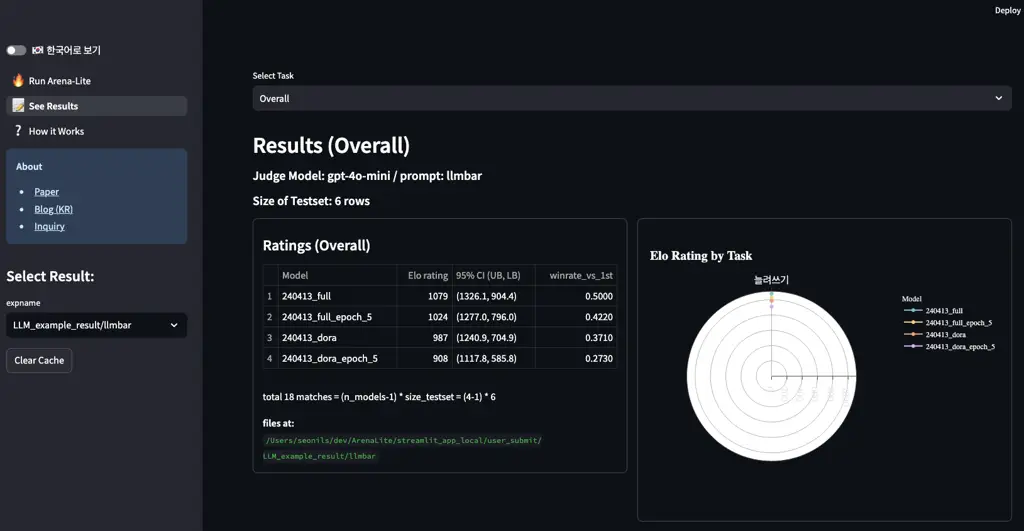 Deploy
🇰🇷 한국어로 보기
🔥 Run Arena-Lite
📝 See Results
❔ How it Works
About
Paper
Blog (KR)
Inquiry
Select Result:
expname
LLM_example_result/llmbar
Clear Cache
Select Task
Overall
Results (Overall)
Judge Model: gpt-4o-mini / prompt: llmbar
Size of Testset: 6 rows
Ratings (Overall)
Model Elo rating 95% CI (UB, LB) winrate_vs_1st
1 240413_full 1079 (1326.1, 904.4) 0.5000
2 240413_full_epoch_5 1024 (1277.0, 796.0) 0.4220
3 240413_dora 987 (1240.9, 704.9) 0.3710
4 240413_dora_epoch_5 908 (1117.8, 585.8) 0.2730
total 18 matches = (n_models-1) * size_testset = (4-1) * 6
files at:
/Users/seonils/dev/ArenaLite/streamlit_app_local/user_submit/
LLM_example_result/llmbar
Elo Rating by Task
늘려쓰기
Model
240413_full
240413_full_epoch_5
240413_dora
240413_dora_epoch_5